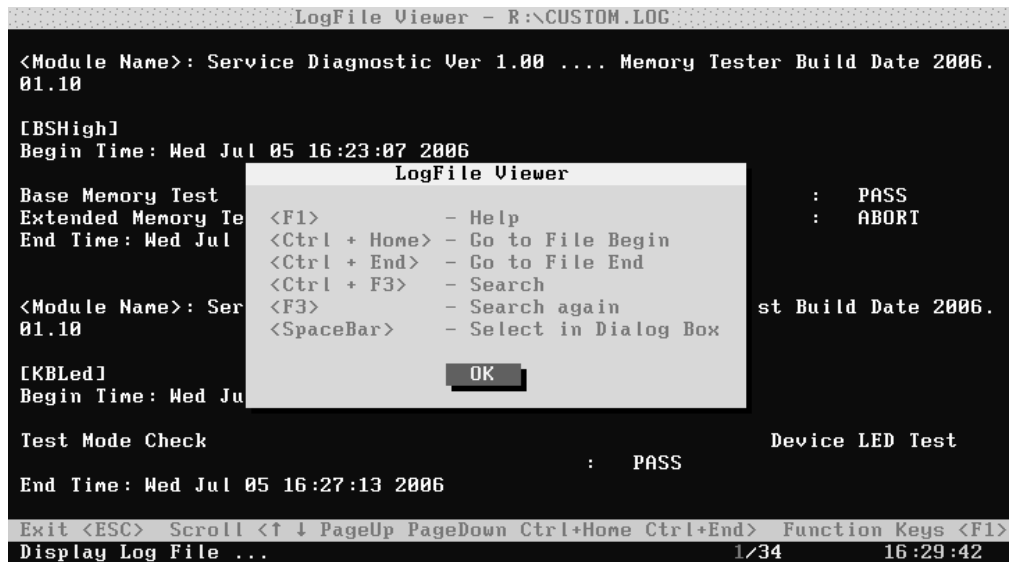 LogFile Viewer - R:\CUSTOM.LOG
<Module Name>: Service Diagnostic Ver 1.00 .... Memory Tester Build Date 2006.
01.10
[BSHigh]
Begin Time: Wed Jul 05 16:23:07 2006
Base Memory Test : PASS
Extended Memory Te : ABORT
End Time: Wed Jul
LogFile Viewer
<F1> - Help
<Ctrl + Home> - Go to File Begin
<Ctrl + End> - Go to File End
<Ctrl + F3> - Search
<F3> - Search again
<SpaceBar> - Select in Dialog Box
OK
<Module Name>: Ser st Build Date 2006.
01.10
[KBLed]
Begin Time: Wed Ju
Test Mode Check Device LED Test
: PASS
End Time: Wed Jul 05 16:27:13 2006
Exit <ESC> Scroll <↑ ↓ PageUp PageDown Ctrl+Home Ctrl+End> Function Keys <F1>
Display Log File ... 1/34 16:29:42